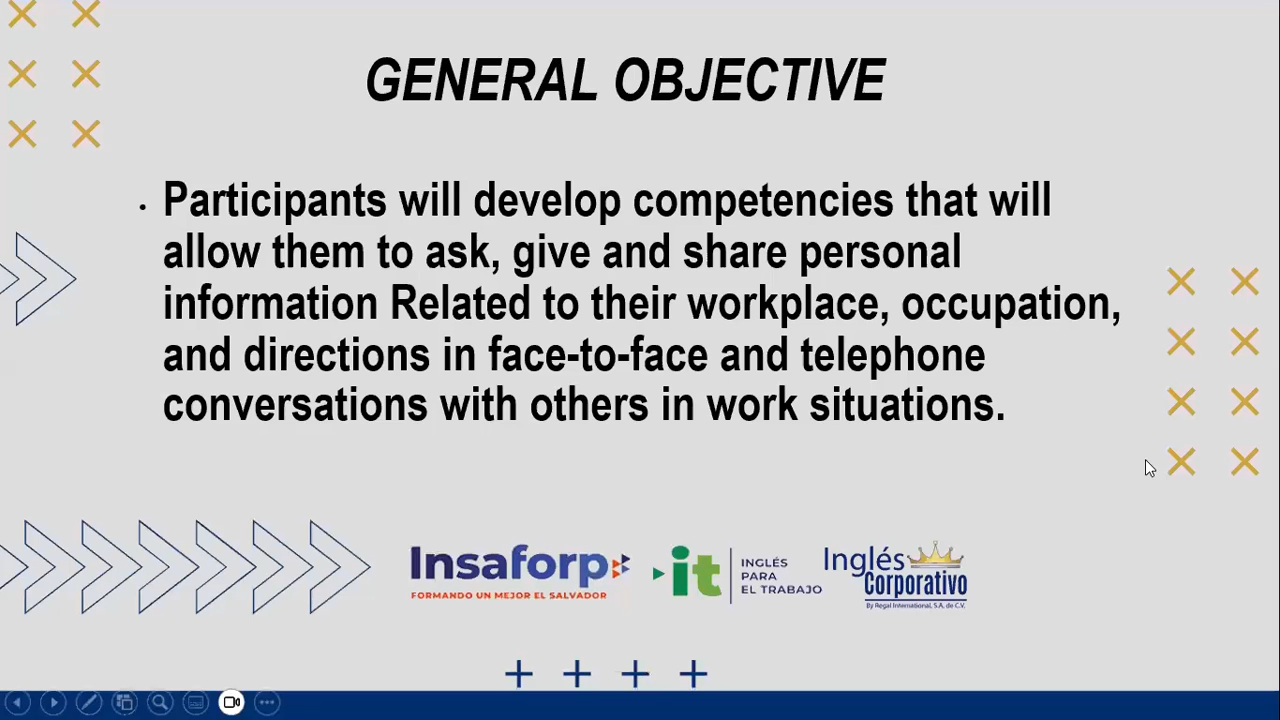 GENERAL OBJECTIVE
• Participants will develop competencies that will
allow them to ask, give and share personal
information Related to their workplace, occupation,
and directions in face-to-face and telephone
conversations with others in work situations.
Insaforp
FORMANDO UN MEJOR EL SALVADOR
it
INGLÉS
PARA
EL TRABAJO
Inglés
Corporativo
By Regal International, S.A. de C.V.